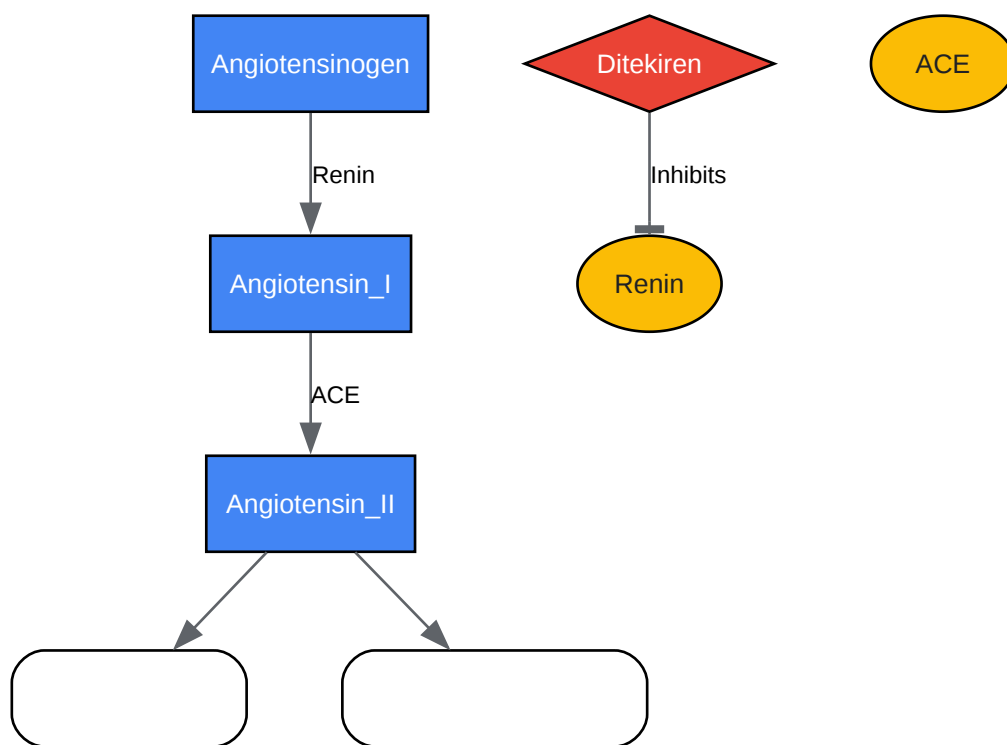 Angiotensinogen
Ditekiren
ACE
Renin
Inhibits
Angiotensin_I
Renin
ACE
Angiotensin_II